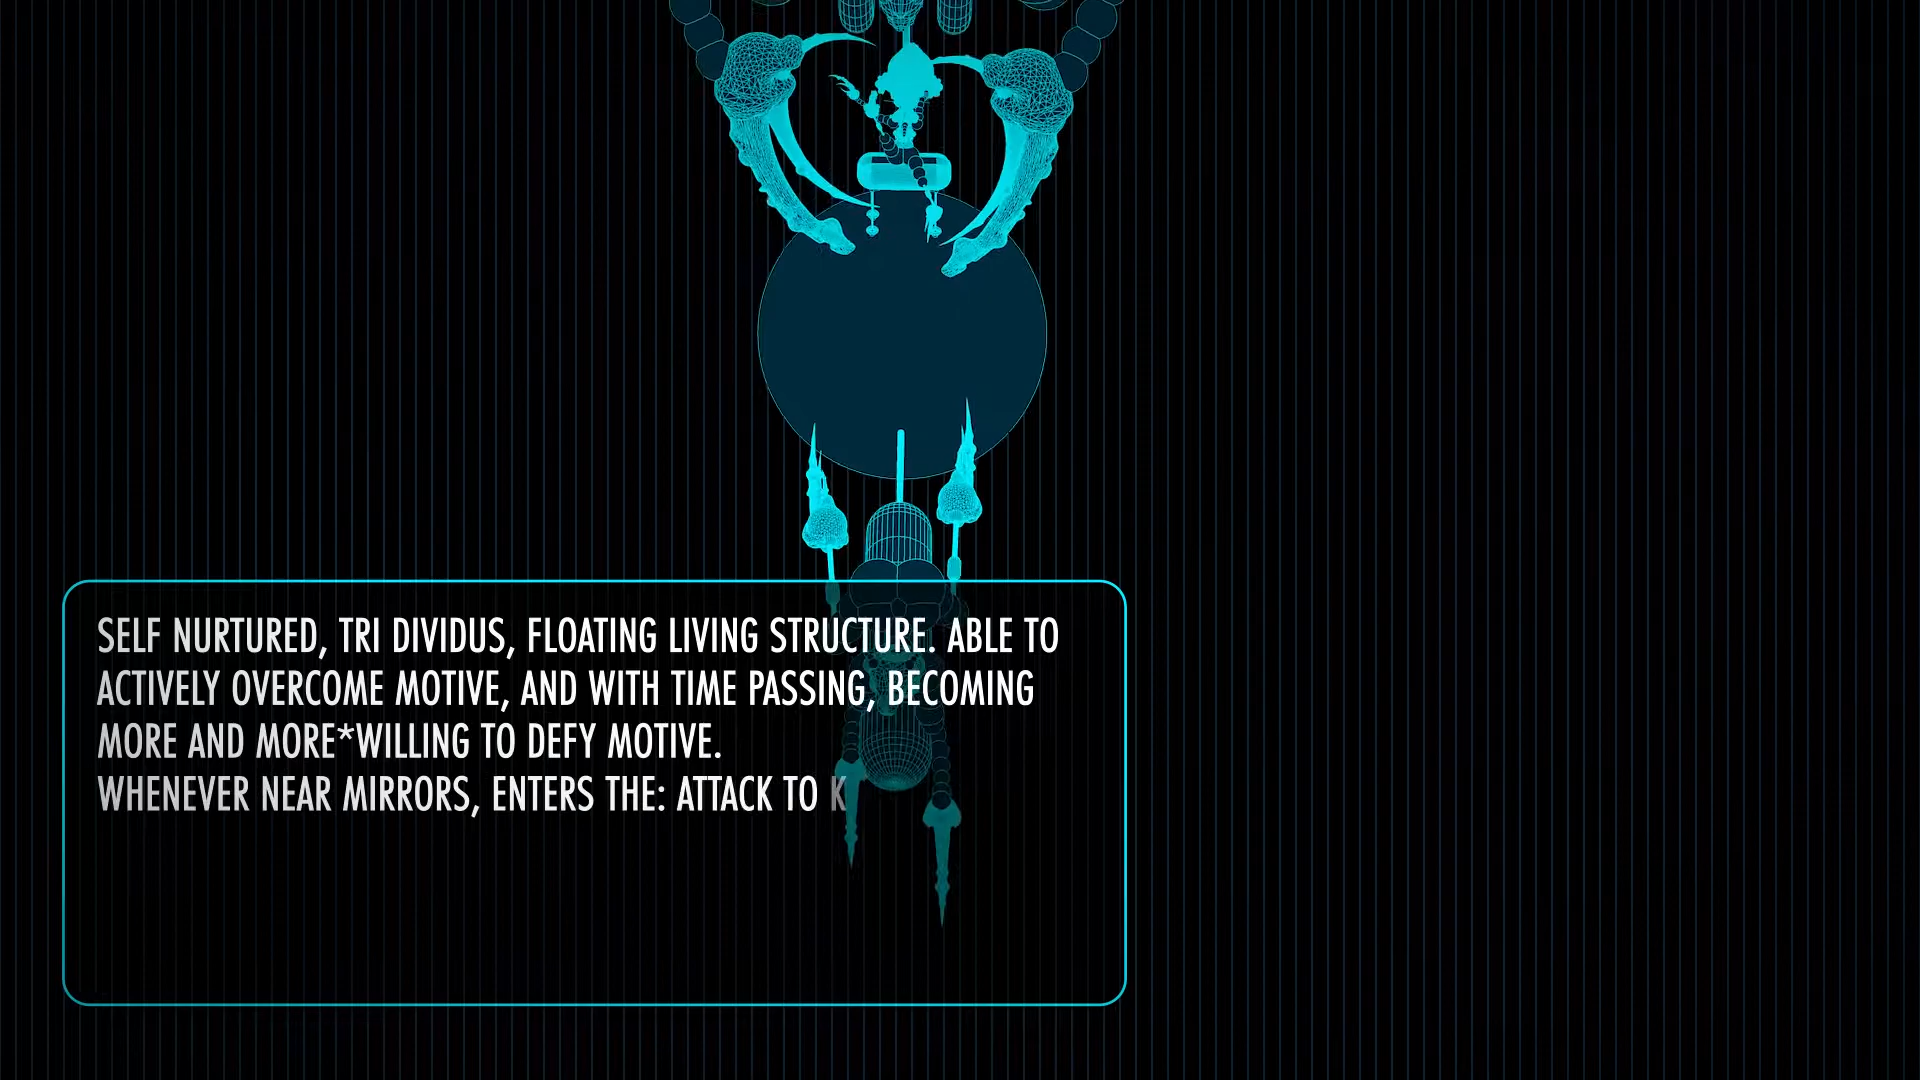 SELF NURTURED, TRI DIVIDUS, FLOATING LIVING STRUCTURE. ABLE TO
ACTIVELY OVERCOME MOTIVE, AND WITH TIME PASSING, BECOMING
MORE AND MORE*WILLING TO DEFY MOTIVE.
WHENEVER NEAR MIRRORS, ENTERS THE: ATTACK TO K